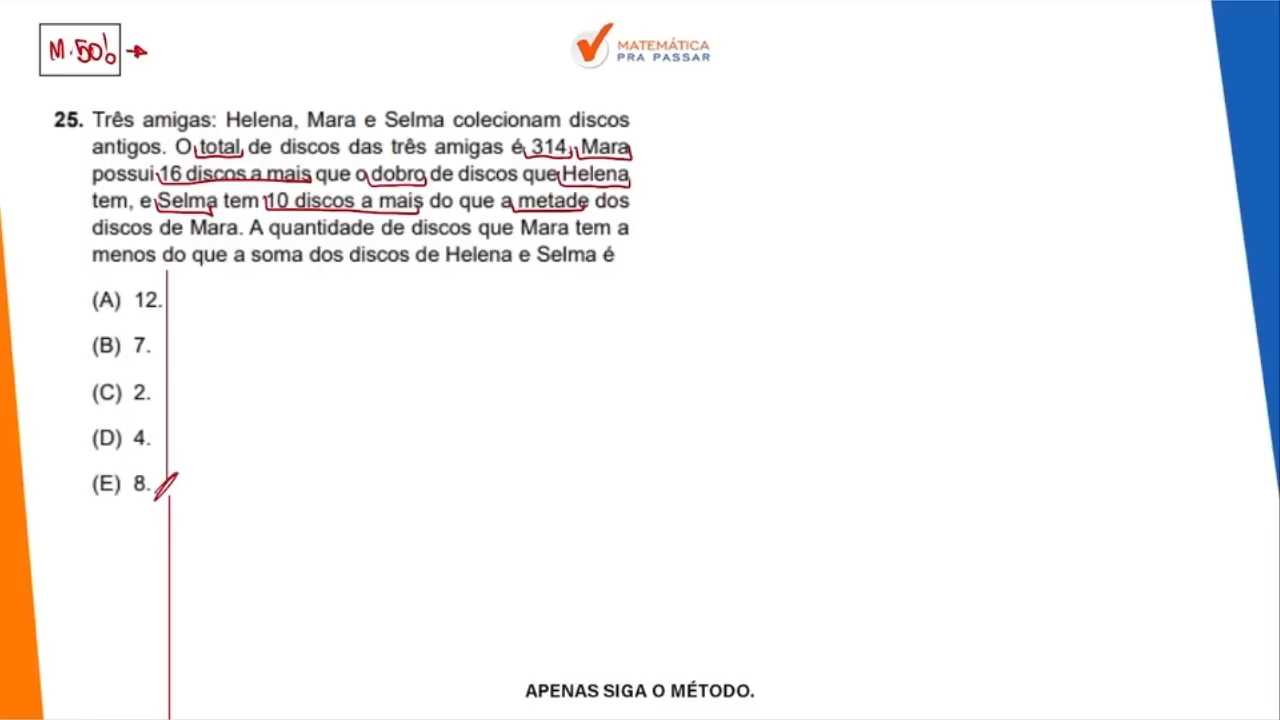 M.50%
MATEMÁTICA
PRA PASSAR
25. Três amigas: Helena, Mara e Selma colecionam discos
antigos. O total de discos das três amigas é 314. Mara
possui 16 discos a mais que o dobro de discos que Helena
tem, e Selma tem 10 discos a mais do que a metade dos
discos de Mara. A quantidade de discos que Mara tem a
menos do que a soma dos discos de Helena e Selma é
(A) 12.
(B) 7.
(C) 2.
(D) 4.
(E) 8.
APENAS SIGA O MÉTODO.